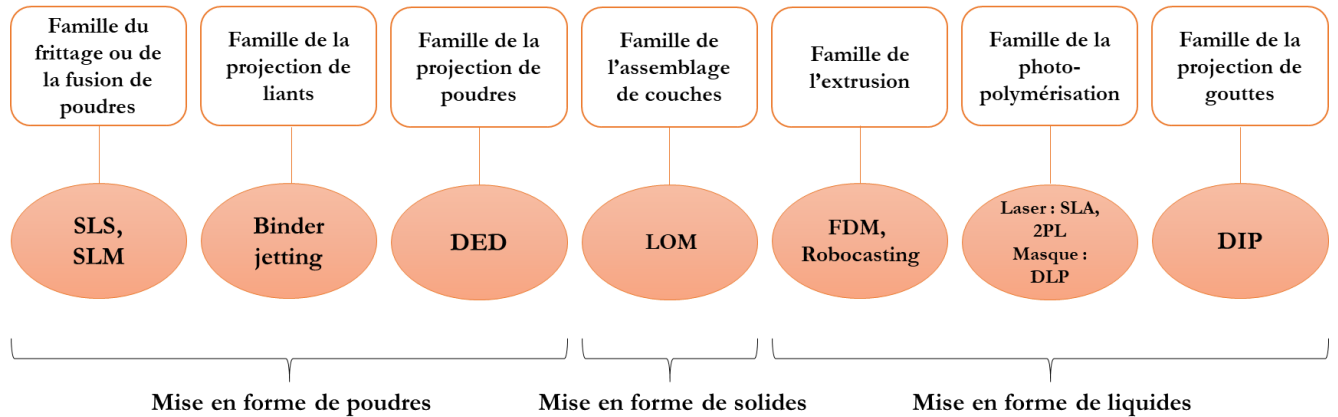 Famille du
frittage ou de
la fusion de
poudres
Famille de la
projection de
liants
Famille de la
projection de
poudres
Famille de
l’assemblage
de couches
Famille de
l’extrusion
Famille de la
photo-
polymérisation
Famille de la
projection de
gouttes
SLS,
SLM
Binder
jetting
DED
LOM
FDM,
Robocasting
Laser : SLA,
2PL
Masque :
DLP
DIP
Mise en forme de poudres
Mise en forme de solides
Mise en forme de liquides